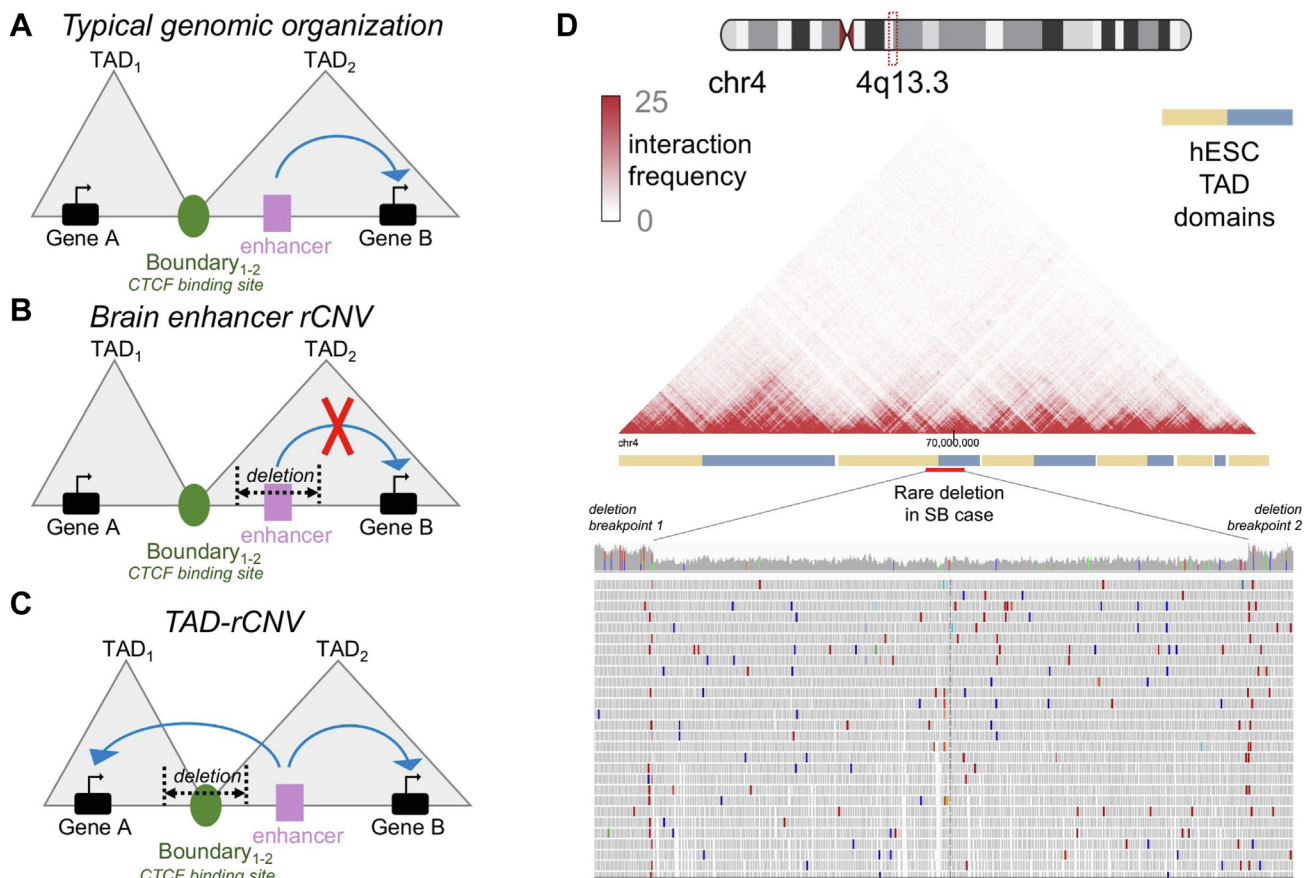 A
Typical genomic organization
TAD1
TAD2
Gene A
enhancer
Gene B
Boundary1-2
CTCF binding site
B
Brain enhancer rCNV
TAD1
TAD2
deletion
Gene A
enhancer
Gene B
Boundary1-2
CTCF binding site
C
TAD-rCNV
TAD1
TAD2
deletion
Gene A
enhancer
Gene B
Boundary1-2
CTCF binding site
D
chr4
4q13.3
25
interaction
frequency
0
hESC
TAD
domains
chr4
70,000,000
Rare deletion
in SB case
deletion
breakpoint 1
deletion
breakpoint 2